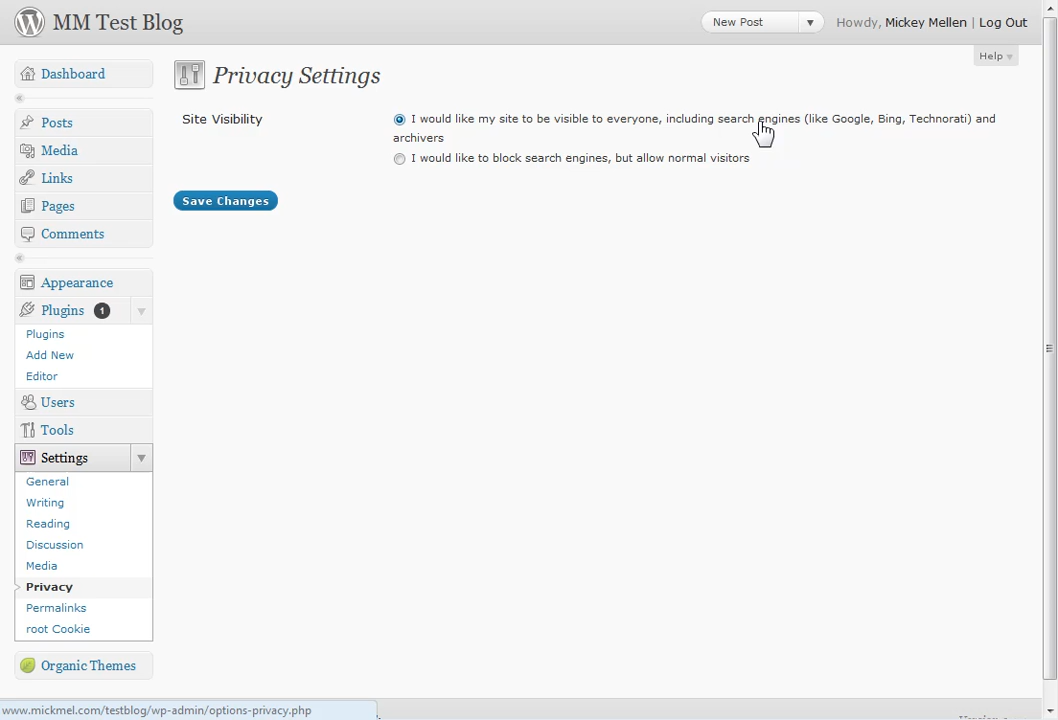 MM Test Blog
New Post
Howdy, Mickey Mellen | Log Out
Help
Dashboard
Posts
Media
Links
Pages
Comments
Appearance
Plugins 1
Plugins
Add New
Editor
Users
Tools
Settings
General
Writing
Reading
Discussion
Media
Privacy
Permalinks
root Cookie
Organic Themes
Privacy Settings
Site Visibility
I would like my site to be visible to everyone, including search engines (like Google, Bing, Technorati) and
archivers
I would like to block search engines, but allow normal visitors
Save Changes
www.mickmel.com/testblog/wp-admin/options-privacy.php